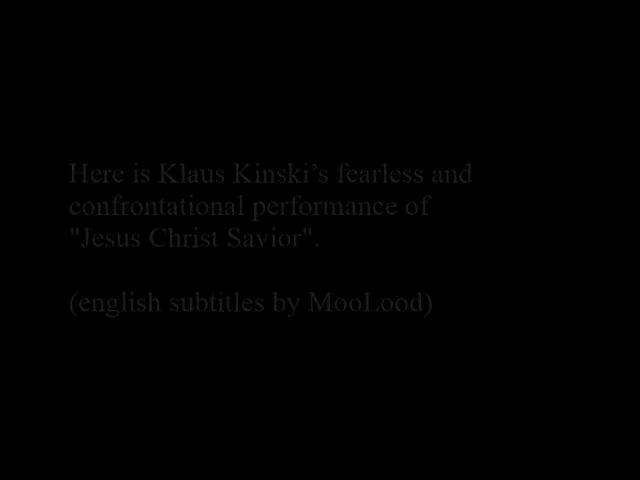 Here is Klaus Kinski’s fearless and
confrontational performance of
"Jesus Christ Savior".
(english subtitles by MooLood)